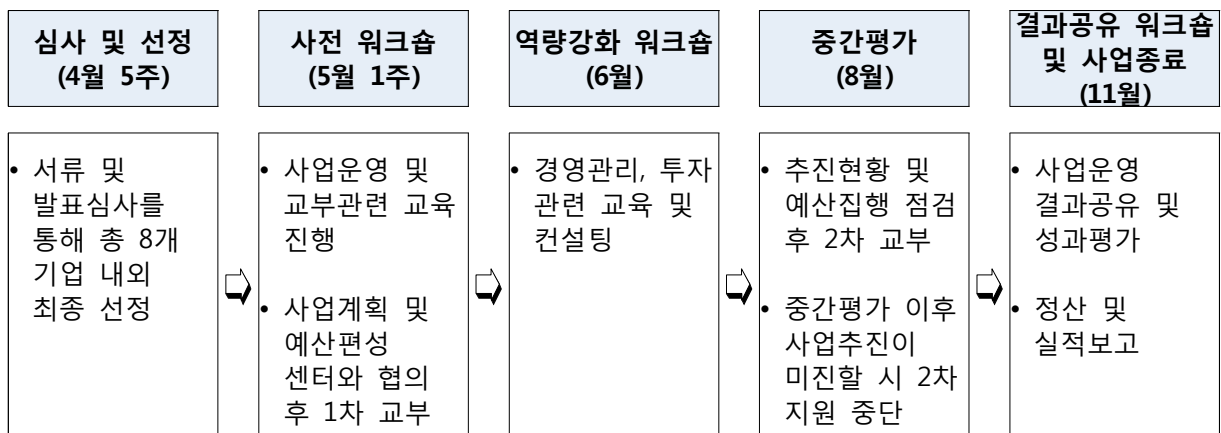 심사 및 선정
(4월 5주)
• 서류 및
발표심사를
통해 총 8개
기업 내외
최종 선정
사전 워크숍
(5월 1주)
• 사업운영 및
교부관련 교육
진행
• 사업계획 및
예산편성
센터와 협의
후 1차 교부
역량강화 워크숍
(6월)
• 경영관리, 투자
관련 교육 및
컨설팅
중간평가
(8월)
• 추진현황 및
예산집행 점검
후 2차 교부
• 중간평가 이후
사업추진이
미진할 시 2차
지원 중단
결과공유 워크숍
및 사업종료
(11월)
• 사업운영
결과공유 및
성과평가
• 정산 및
실적보고